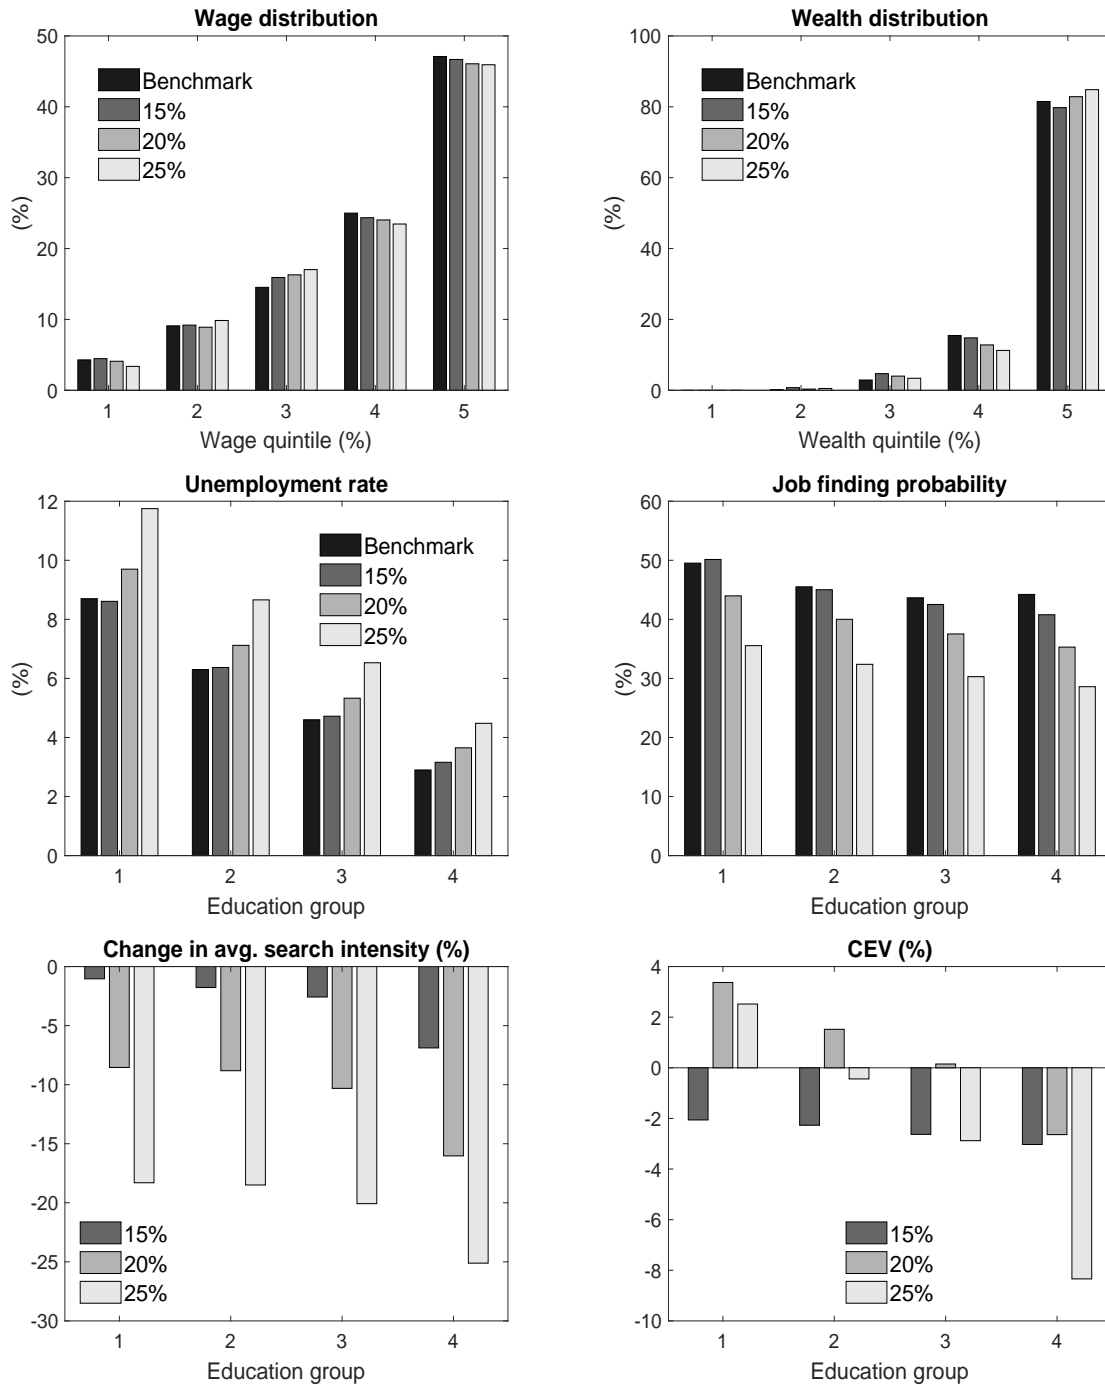 Wage distribution
50
40
30
20
10
0
(%)
Benchmark
15%
20%
25%
1 2 3 4 5
Wage quintile (%)
Wealth distribution
100
80
60
40
20
0
(%)
Benchmark
15%
20%
25%
1 2 3 4 5
Wealth quintile (%)
Unemployment rate
12
10
8
6
4
2
0
(%)
Benchmark
15%
20%
25%
1 2 3 4
Education group
Job finding probability
60
50
40
30
20
10
0
(%)
1 2 3 4
Education group
Change in avg. search intensity (%)
0
-5
-10
-15
-20
-25
-30
15%
20%
25%
1 2 3 4
Education group
CEV (%)
4
2
0
-2
-4
-6
-8
-10
15%
20%
25%
1 2 3 4
Education group